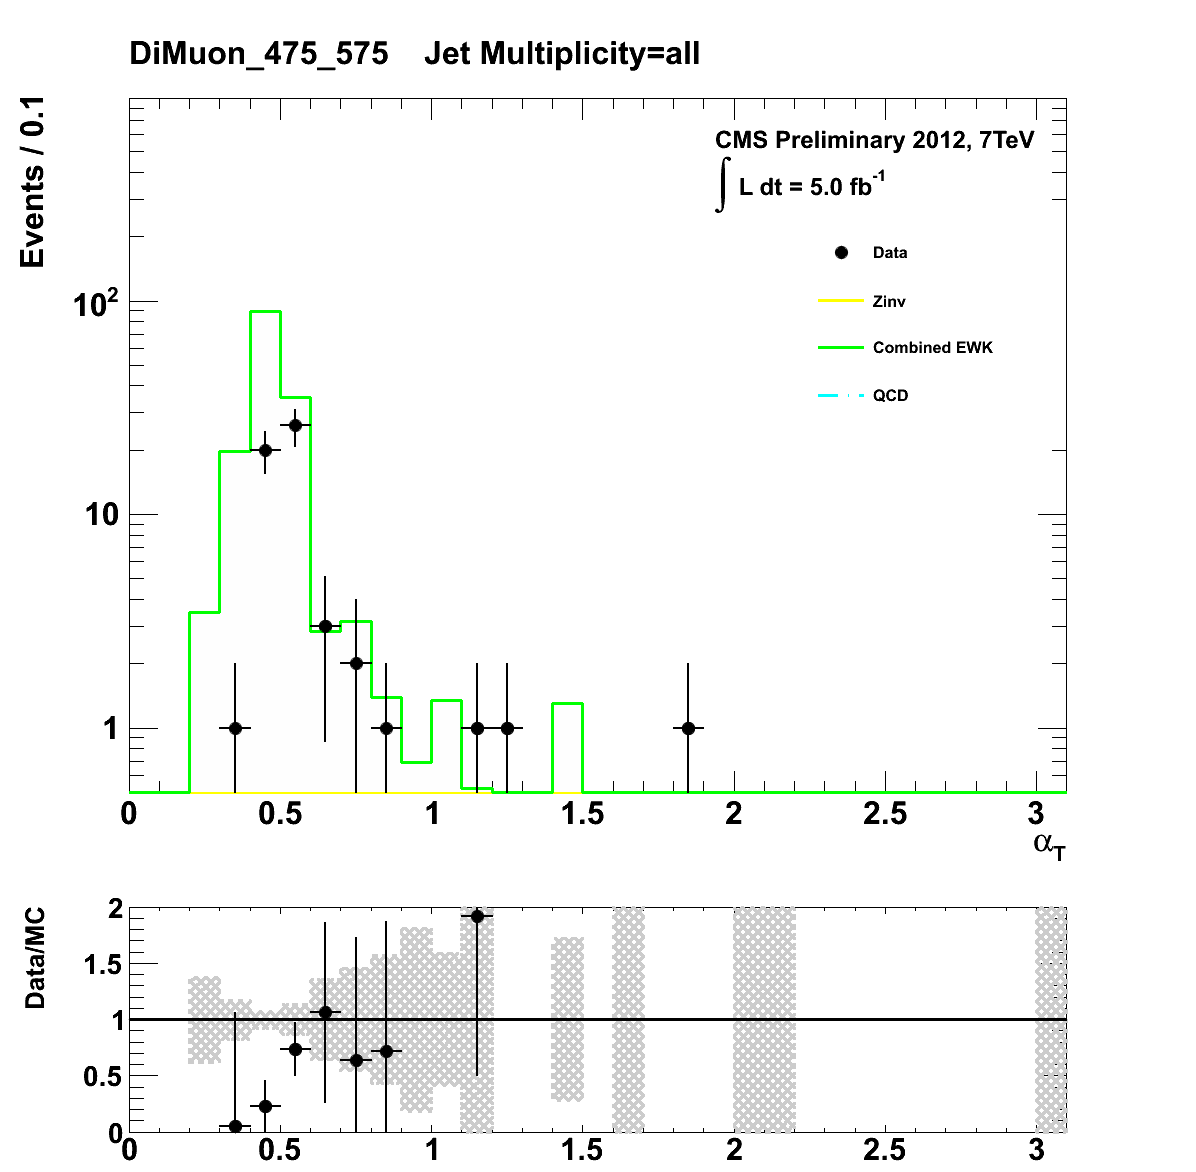 DiMuon_475_575 Jet Multiplicity=all
Events / 0.1
CMS Preliminary 2012, 7TeV
∫ L dt = 5.0 fb⁻¹
Data
Zinv
Combined EWK
QCD
10²
10
1
0 0.5 1 1.5 2 2.5 3
α_T
Data/MC
2
1.5
1
0.5
0
0 0.5 1 1.5 2 2.5 3